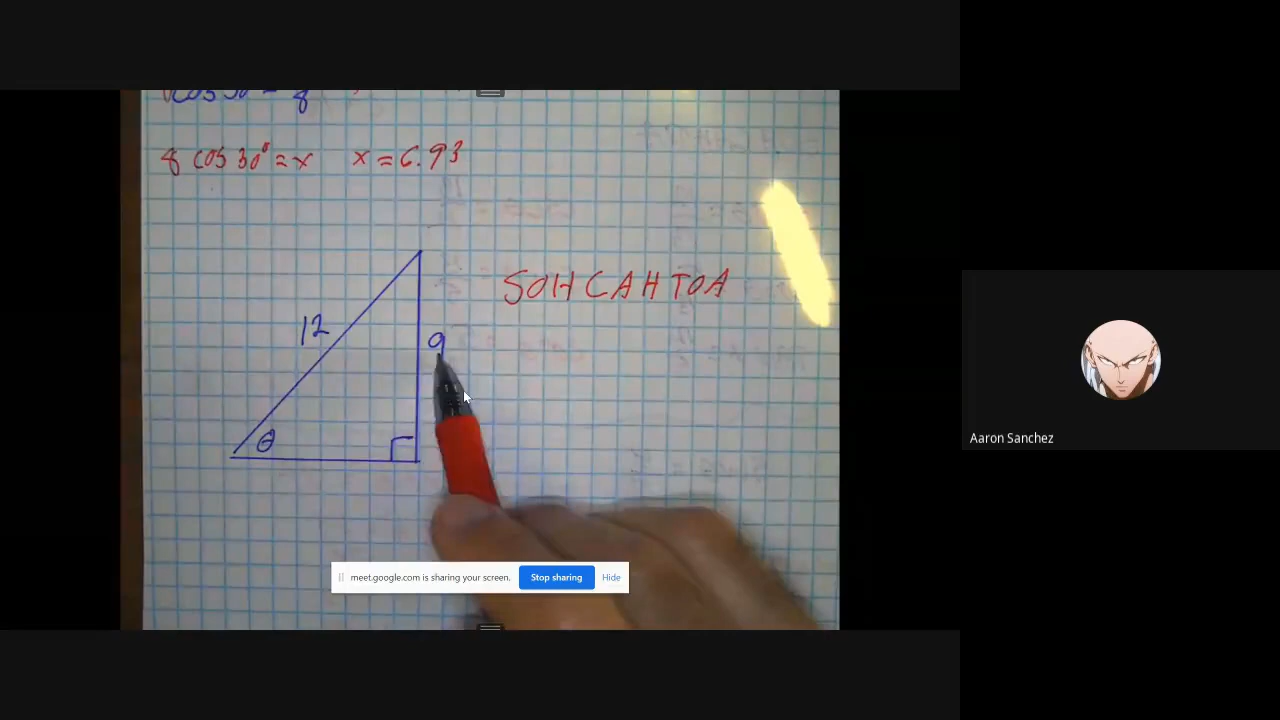 8 cos 30° = x x = 6.93
SOH CAH TOA
12
9
θ
Aaron Sanchez
meet.google.com is sharing your screen. Stop sharing Hide